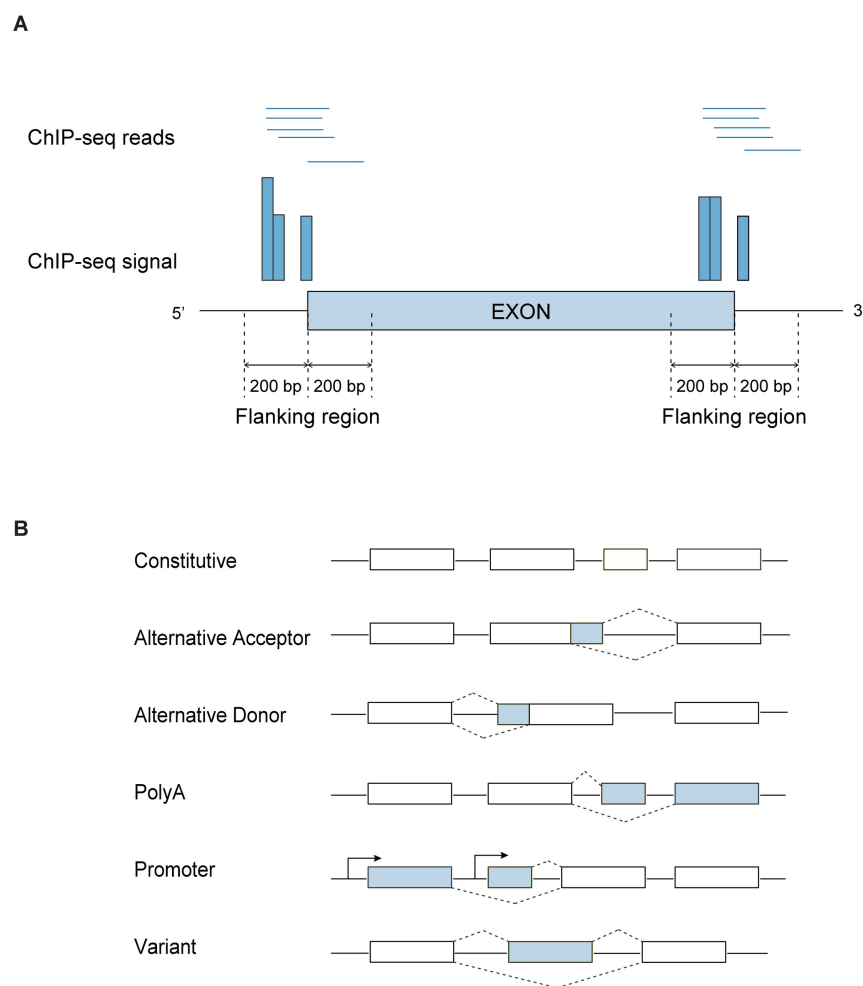 A
ChIP-seq reads
ChIP-seq signal
5’ EXON 3
200 bp 200 bp 200 bp 200 bp
Flanking region Flanking region
B
Constitutive
Alternative Acceptor
Alternative Donor
PolyA
Promoter
Variant